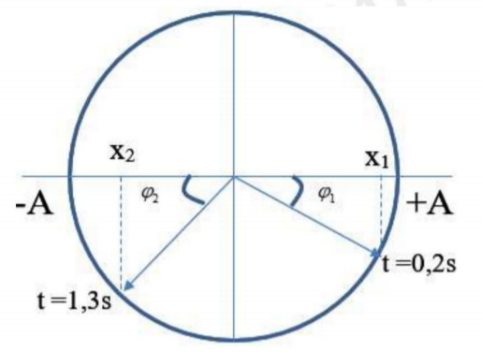 x₂
x₁
-A
φ₂
φ₁
+A
t =0,2s
t =1,3s